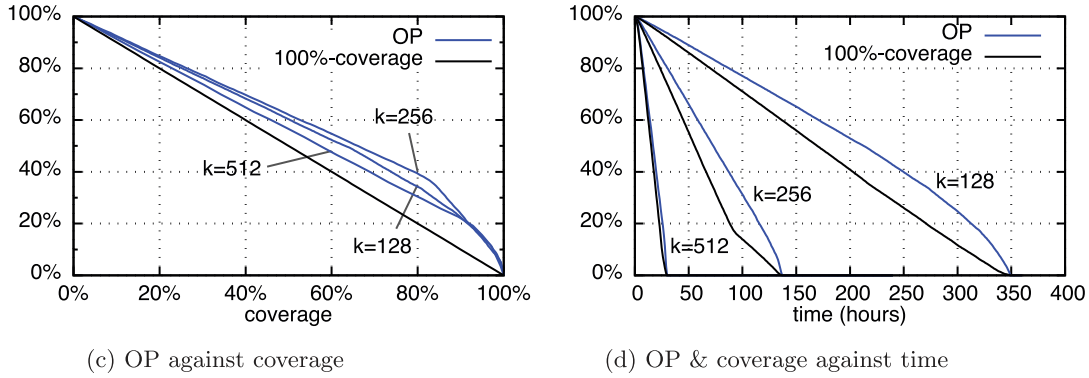 100%
80%
60%
40%
20%
0%
0%
20%
40%
60%
80%
100%
coverage
OP
100%-coverage
k=256
k=512
k=128
(c) OP against coverage
100%
80%
60%
40%
20%
0%
0
50
100
150
200
250
300
350
400
time (hours)
OP
100%-coverage
k=128
k=256
k=512
(d) OP & coverage against time